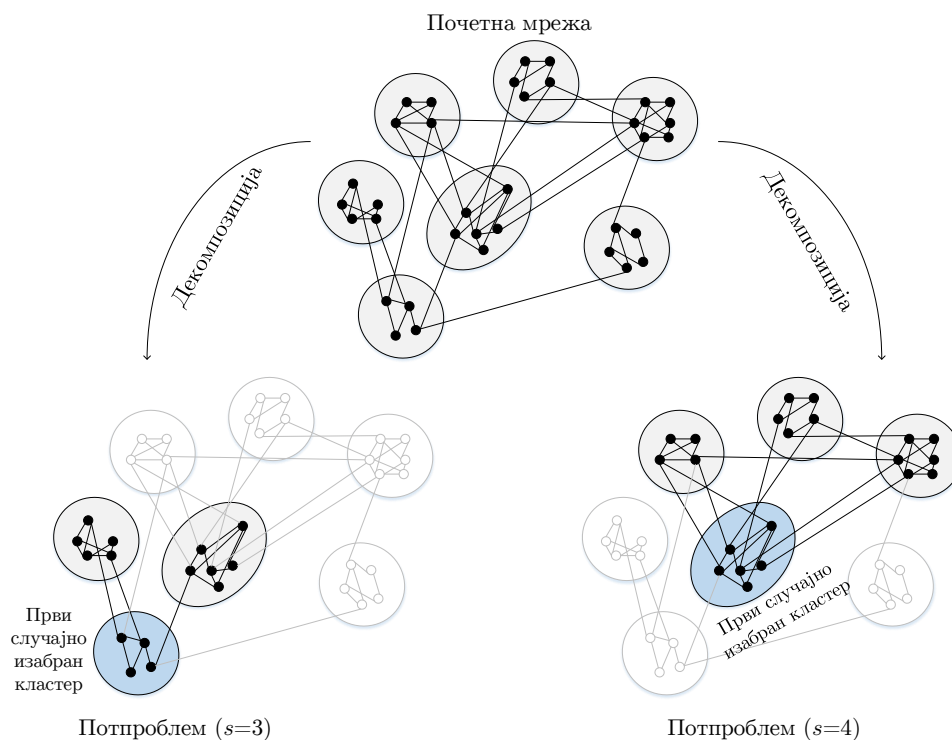 Почетна мрежа
Декомпозиција
Декомпозиција
Први
случајно
изабран
кластер
Први случајно
изабран кластер
Потпроблем (s=3)
Потпроблем (s=4)